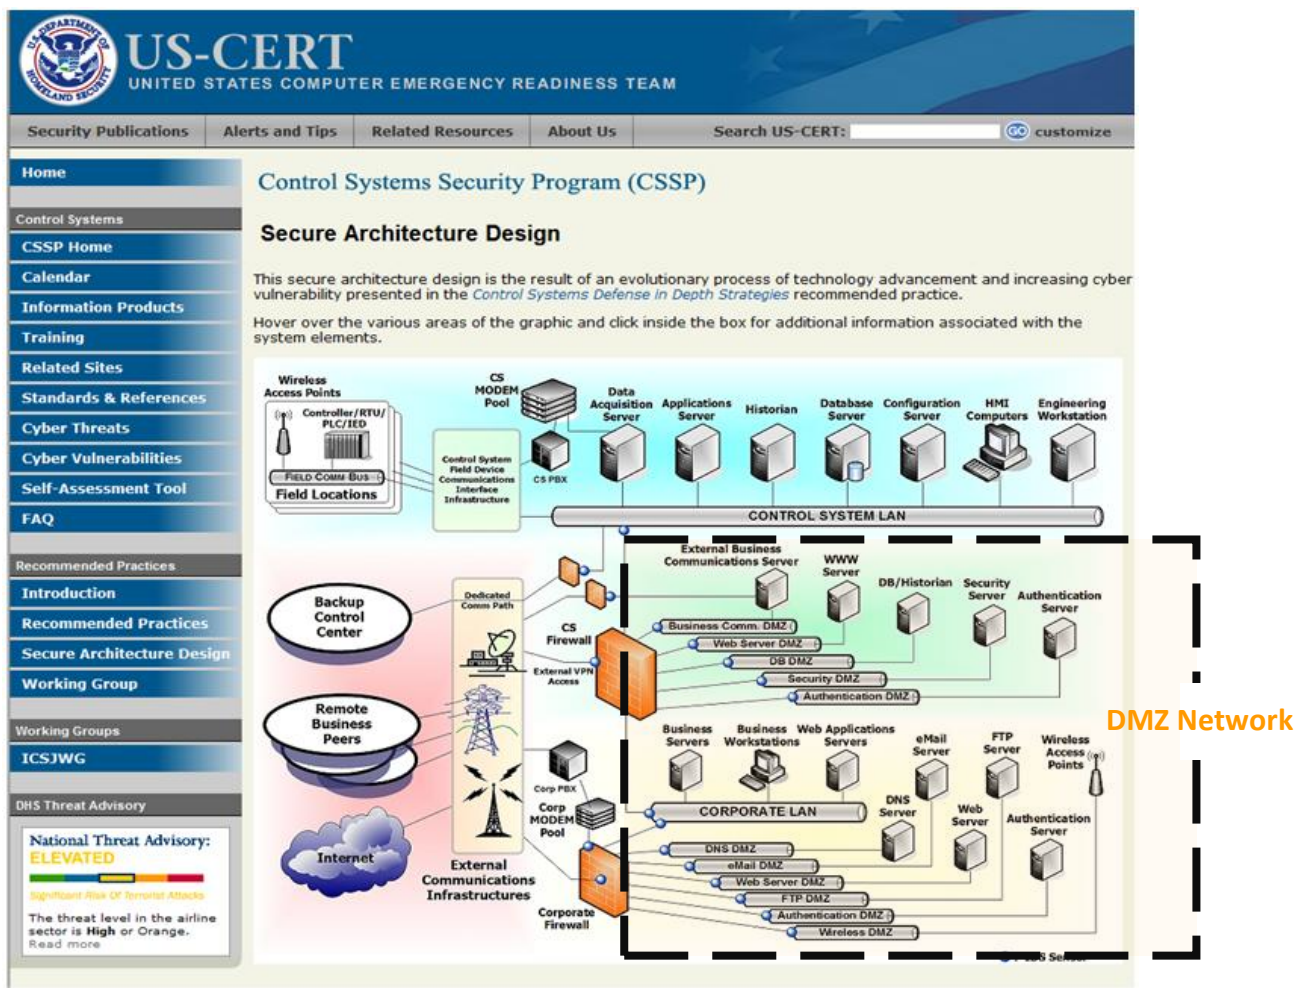 US-CERT
UNITED STATES COMPUTER EMERGENCY READINESS TEAM
Security Publications
Alerts and Tips
Related Resources
About Us
Search US-CERT:
GO
customize
Home
Control Systems
CSSP Home
Calendar
Information Products
Training
Related Sites
Standards & References
Cyber Threats
Cyber Vulnerabilities
Self-Assessment Tool
FAQ
Recommended Practices
Introduction
Recommended Practices
Secure Architecture Design
Working Group
Working Groups
ICSJWG
DHS Threat Advisory
National Threat Advisory:
ELEVATED
Significant Risk Of Terrorist Attacks
The threat level in the airline
sector is High or Orange.
Read more
Control Systems Security Program (CSSP)
Secure Architecture Design
This secure architecture design is the result of an evolutionary process of technology advancement and increasing cyber
vulnerability presented in the Control Systems Defense in Depth Strategies recommended practice.
Hover over the various areas of the graphic and click inside the box for additional information associated with the
system elements.
Wireless
Access Points
Controller/RTU/
PLC/IED
FIELD COMM BUS
Field Locations
Control System
Field Device
Communications
Interface
Infrastructure
CS
MODEM
Pool
CS PBX
Data
Acquisition
Server
Applications
Server
Historian
Database
Server
Configuration
Server
HMI
Computers
Engineering
Workstation
CONTROL SYSTEM LAN
Backup
Control
Center
Remote
Business
Peers
Internet
Dedicated
Comm Path
External
Communications
Infrastructures
CS
Firewall
External VPN
Access
External Business
Communications Server
WWW
Server
DB/Historian
Security
Server
Authentication
Server
Business Comm. DMZ
Web Server DMZ
DB DMZ
Security DMZ
Authentication DMZ
DMZ Network
Corp PBX
Corp
MODEM
Pool
Corporate
Firewall
Business
Servers
Business
Workstations
Web Applications
Servers
eMail
Server
FTP
Server
Wireless
Access
Points
CORPORATE LAN
DNS
Server
Web
Server
Authentication
Server
DNS DMZ
eMail DMZ
Web Server DMZ
FTP DMZ
Authentication DMZ
Wireless DMZ